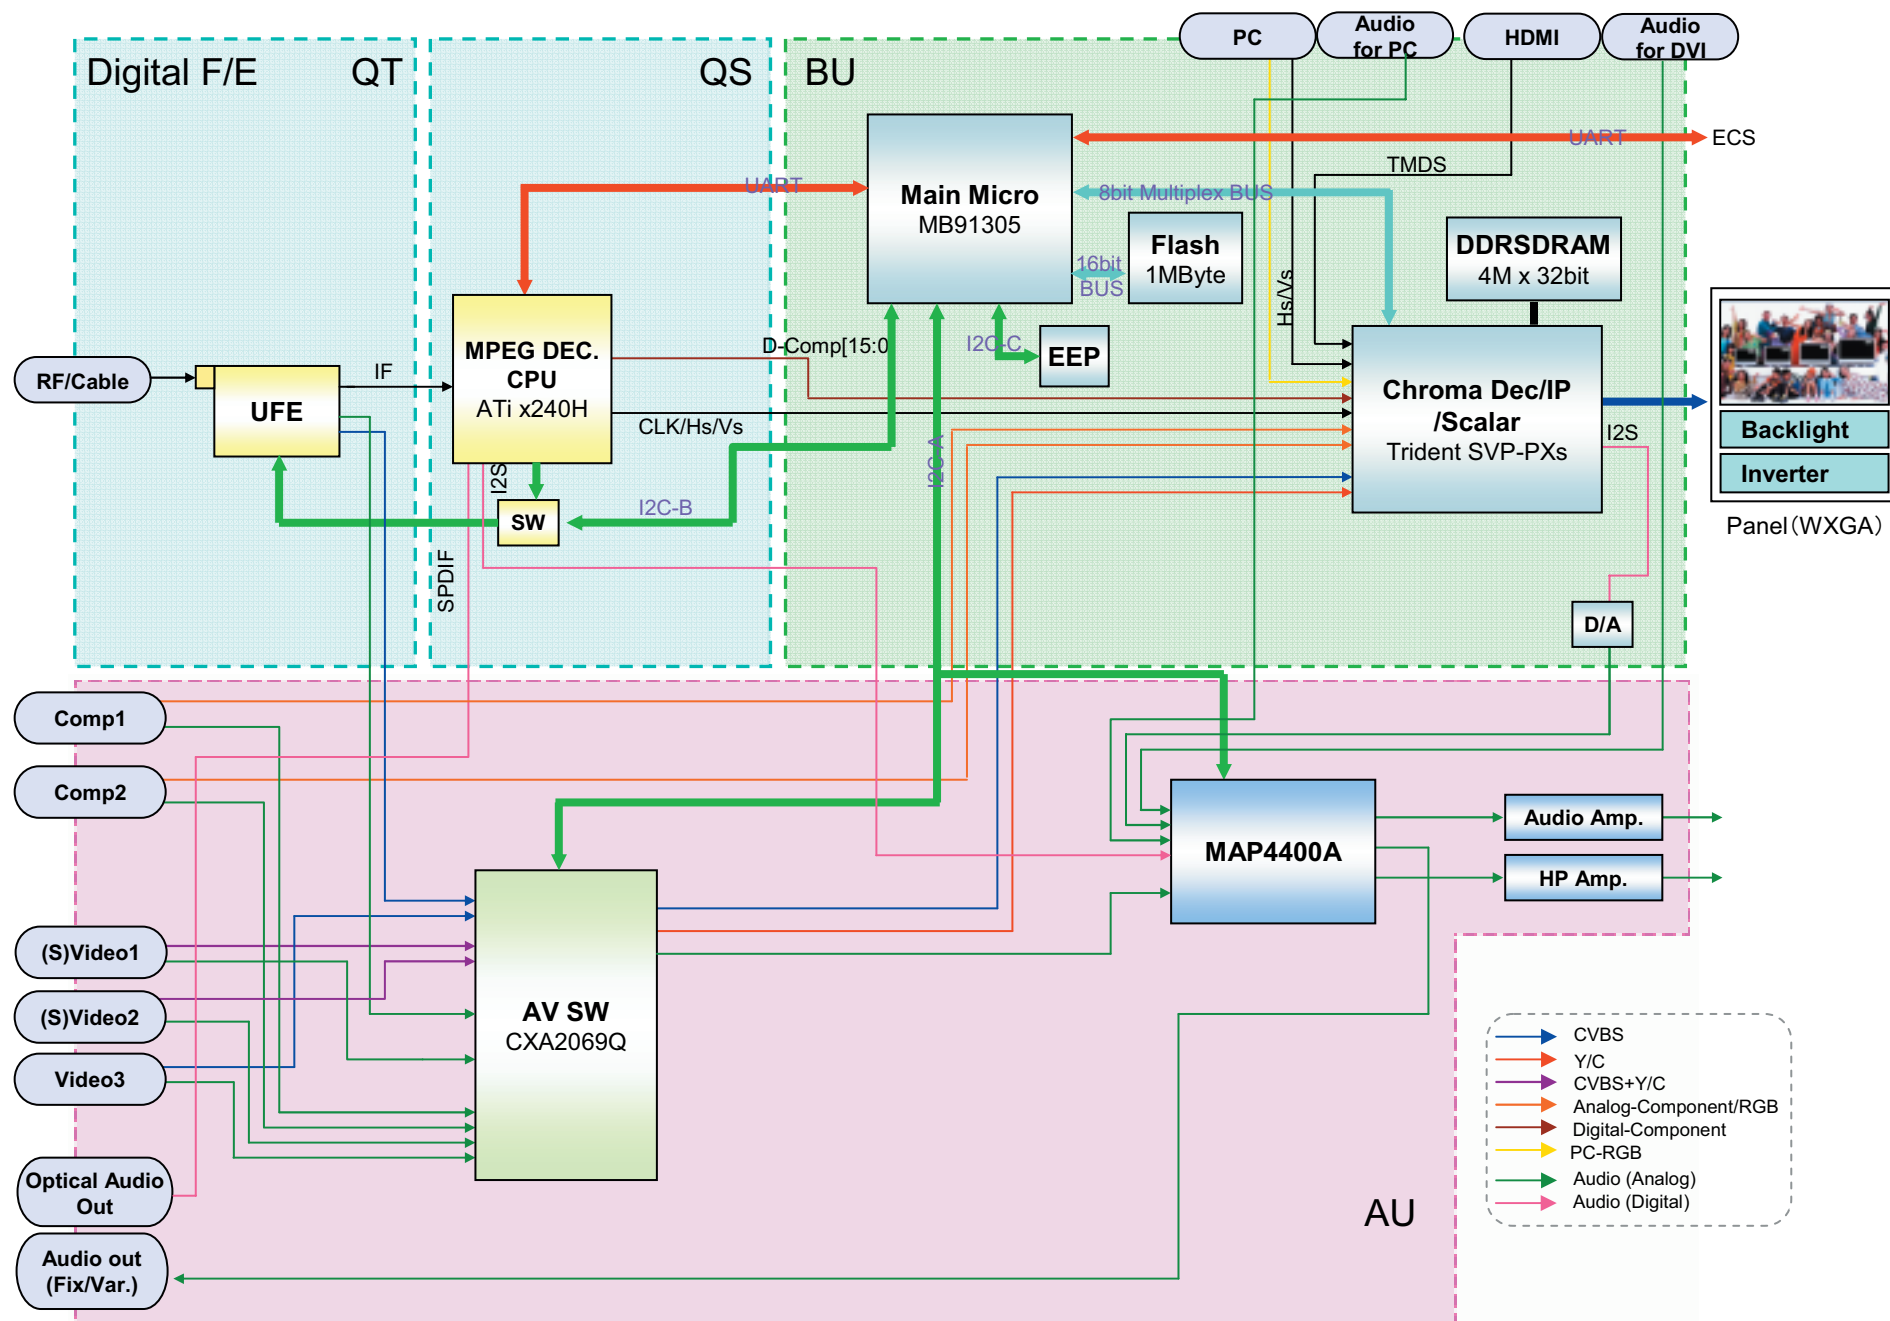 PC
Audio
for PC
HDMI
Audio
for DVI
Digital F/E
QT
QS
BU
UART
ECS
TMDS
UART
Main Micro
MB91305
8bit Multiplex BUS
Flash
1MByte
16bit
BUS
DDRSDRAM
4M x 32bit
Hs/Vs
MPEG DEC.
CPU
ATi x240H
D-Comp[15:0
I2C-C
EEP
RF/Cable
IF
UFE
CLK/Hs/Vs
Chroma Dec/IP
/Scalar
Trident SVP-PXs
I2S
Backlight
Inverter
Panel(WXGA)
I2S
I2C-A
I2C-B
SW
SPDIF
D/A
Comp1
Comp2
MAP4400A
Audio Amp.
HP Amp.
(S)Video1
(S)Video2
Video3
AV SW
CXA2069Q
Optical Audio
Out
Audio out
(Fix/Var.)
AU
CVBS
Y/C
CVBS+Y/C
Analog-Component/RGB
Digital-Component
PC-RGB
Audio (Analog)
Audio (Digital)